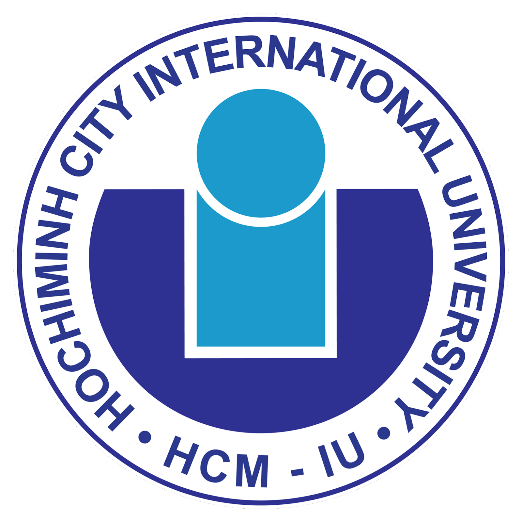 HOCHIMINH CITY INTERNATIONAL UNIVERSITY
• HCM - IU •